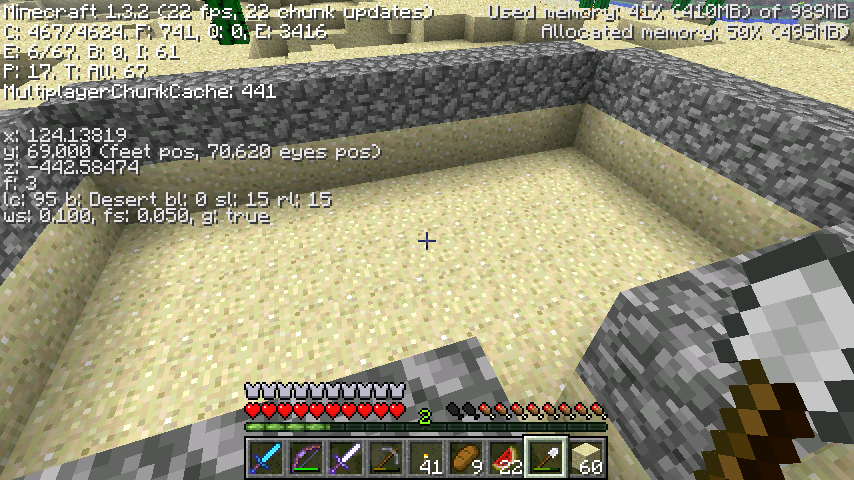 Minecraft 1.3.2 (22 fps, 22 chunk updates)
Used memory: 41% (410MB) of 989MB
C: 467/4624, F: 741, O: 0, E: 3416
Allocated memory: 50% (495MB)
E: 6/67. B: 0, I: 61
P: 17. T: All: 67
MultiplayerChunkCache: 441
x: 124.13819
y: 69.000 (feet pos, 70.620 eyes pos)
z: -442.58474
f: 3
lc: 95 b: Desert bl: 0 sl: 15 rl: 15
ws: 0.100, fs: 0.050, g: true
2
41
9
22
60